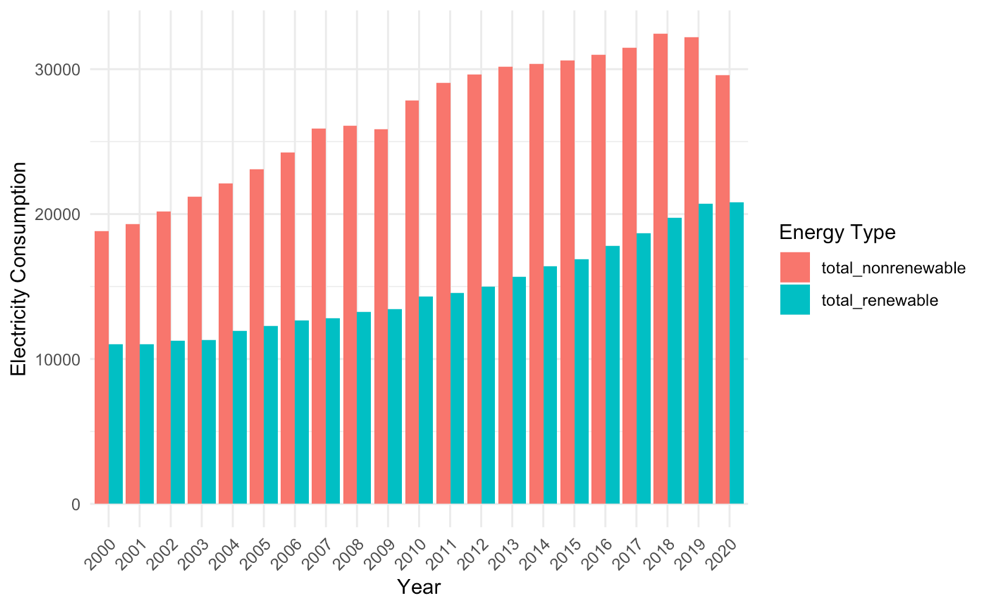 Electricity Consumption
30000
20000
10000
0
2000 2001 2002 2003 2004 2005 2006 2007 2008 2009 2010 2011 2012 2013 2014 2015 2016 2017 2018 2019 2020
Year
Energy Type
total_nonrenewable
total_renewable